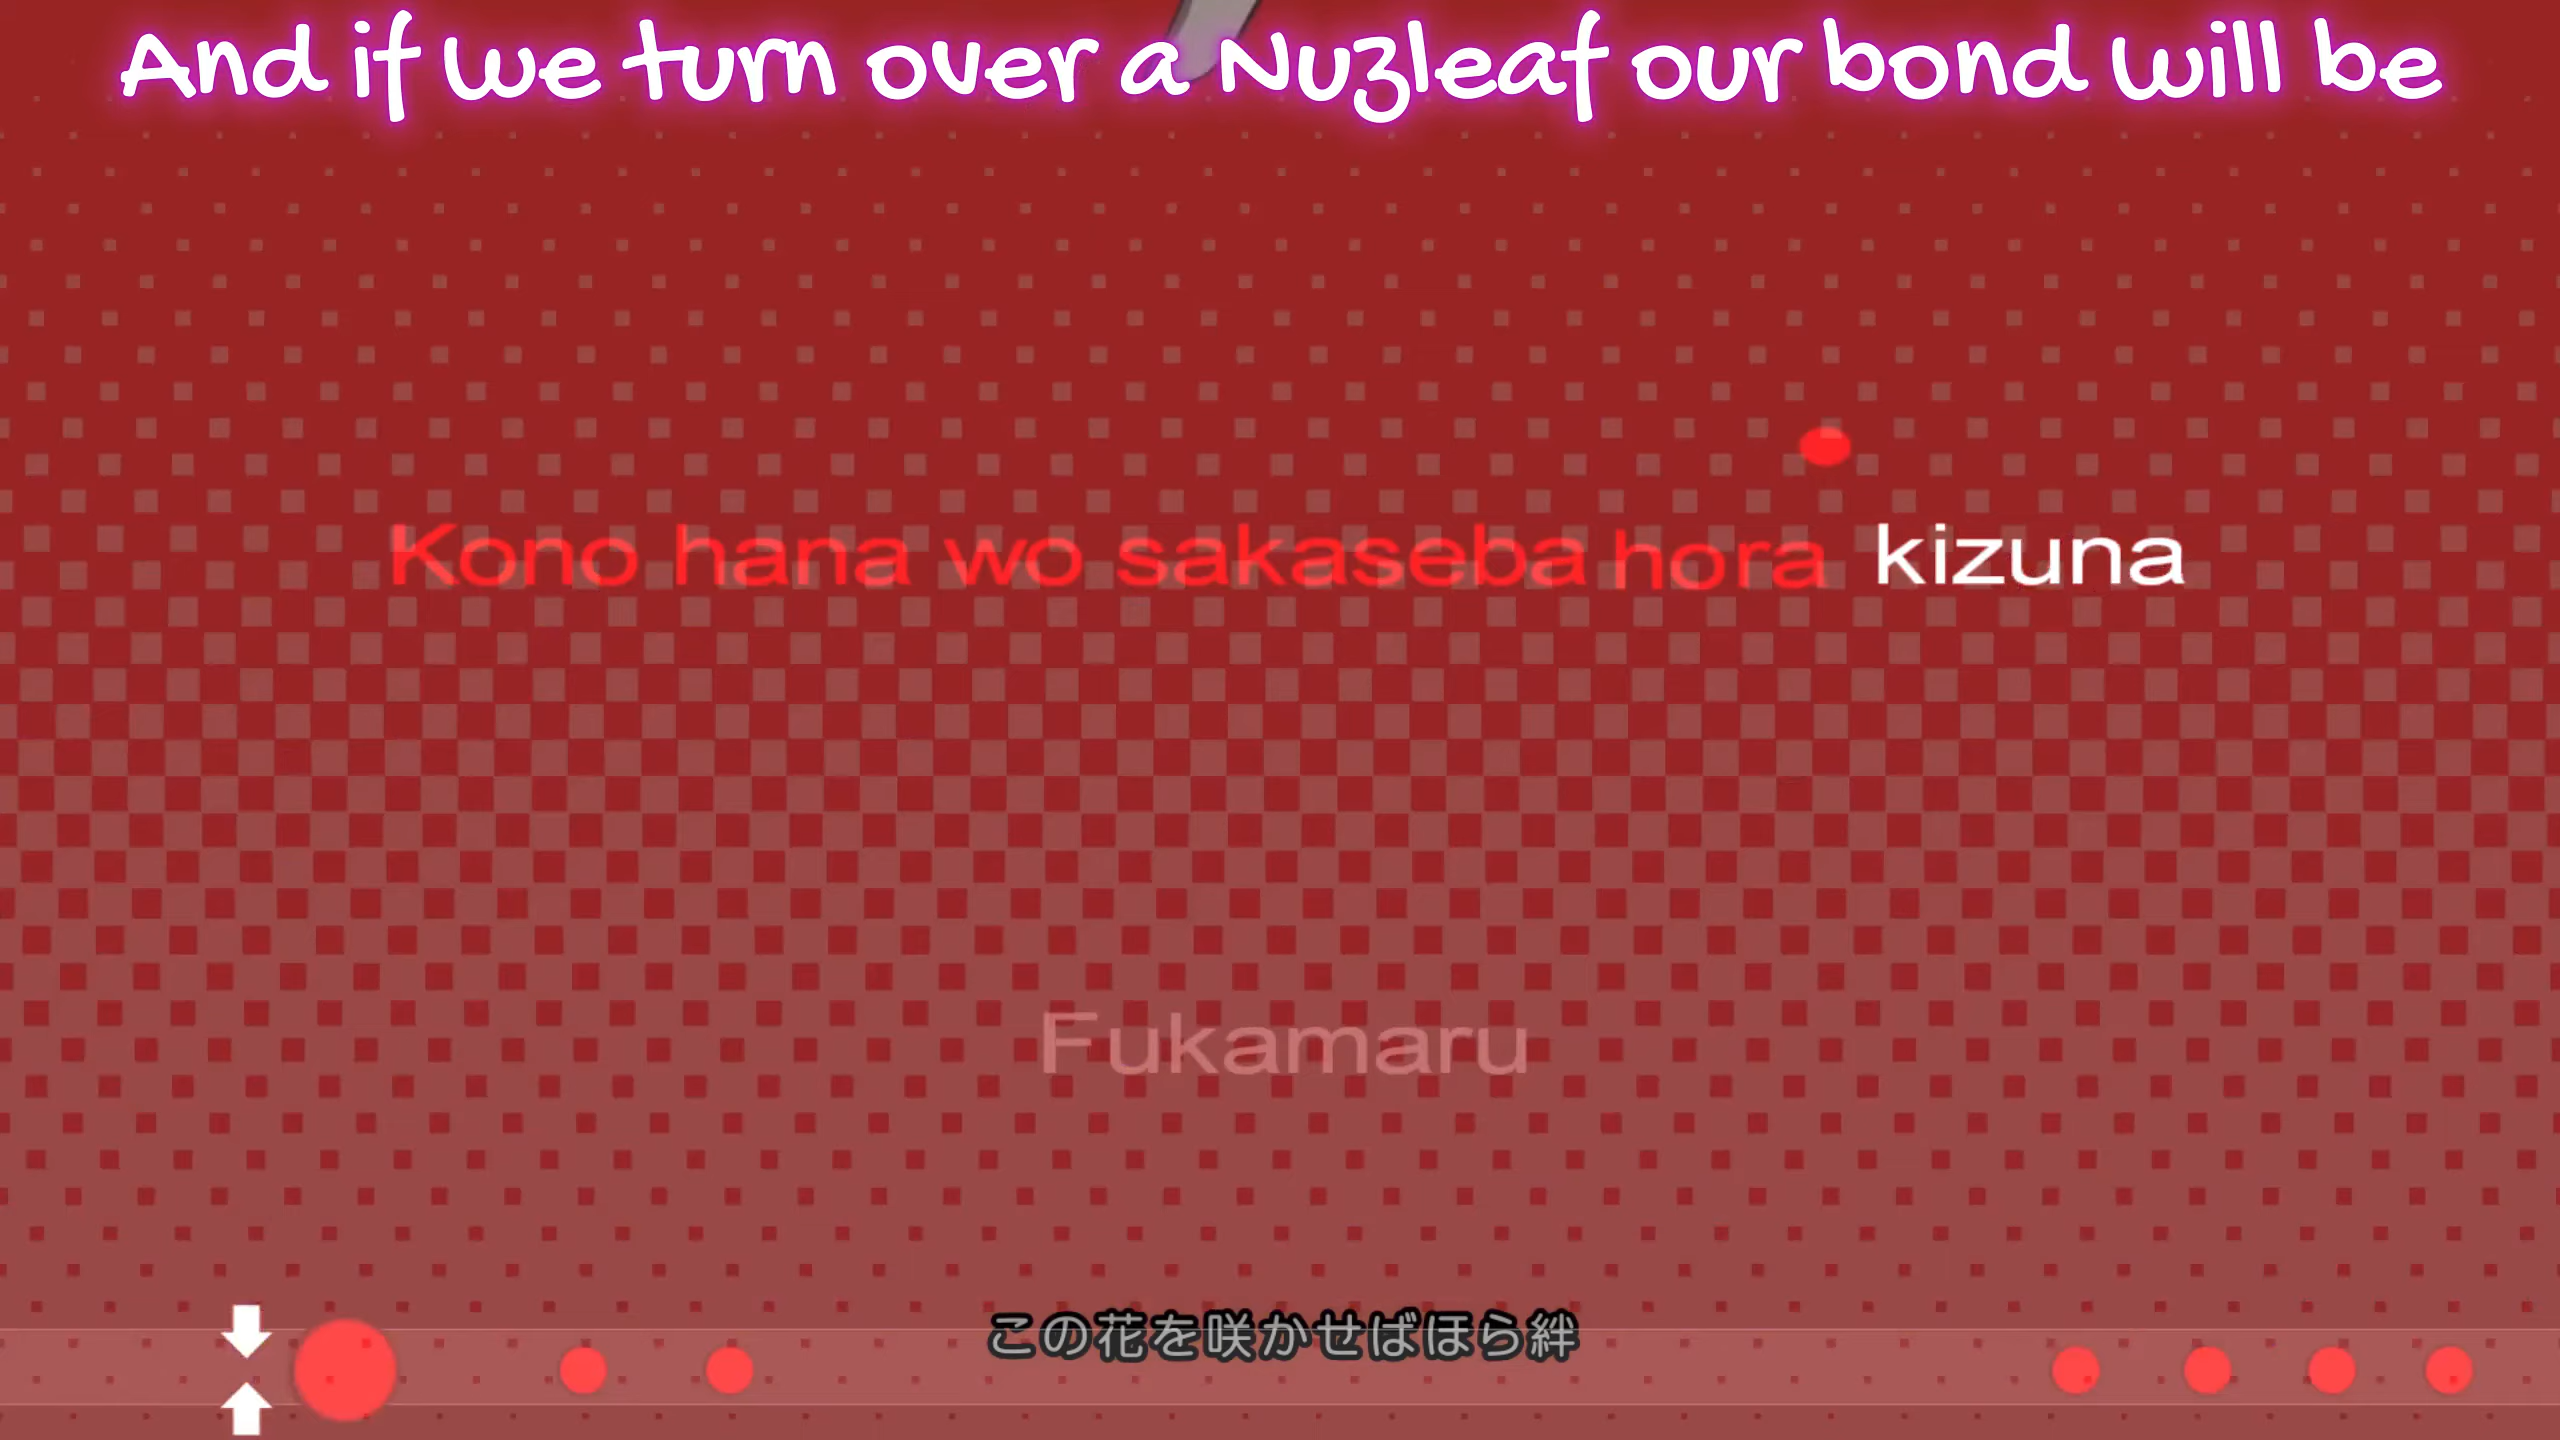 And if we turn over a Nuzleaf our bond will be
Kono hana wo sakaseba hora kizuna
Fukamaru
この花を咲かせばほら絆